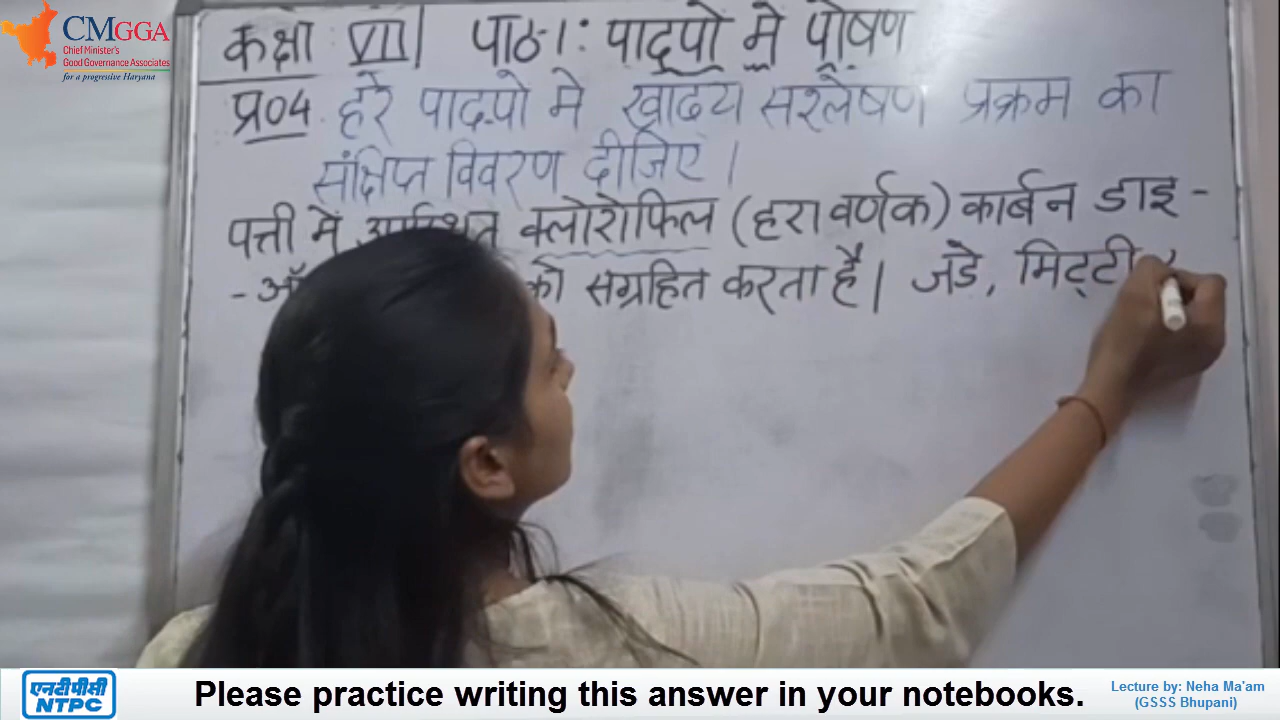 CMGGA
Chief Minister's
Good Governance Associates
for a progressive Haryana
कक्षा VII पाठ-1: पादपो मे पोषण
प्र04 हरे पादपो मे खाद्य सश्लेषण प्रक्रम का
संक्षिप्त विवरण दीजिए।
पत्ती मे क्लोरोफिल (हरा वर्णक) कार्बन डाइ-
को सग्रहित करता है। जडे, मिट्टी
एनटीपीसी
NTPC
Please practice writing this answer in your notebooks.
Lecture by: Neha Ma'am
(GSSS Bhupani)